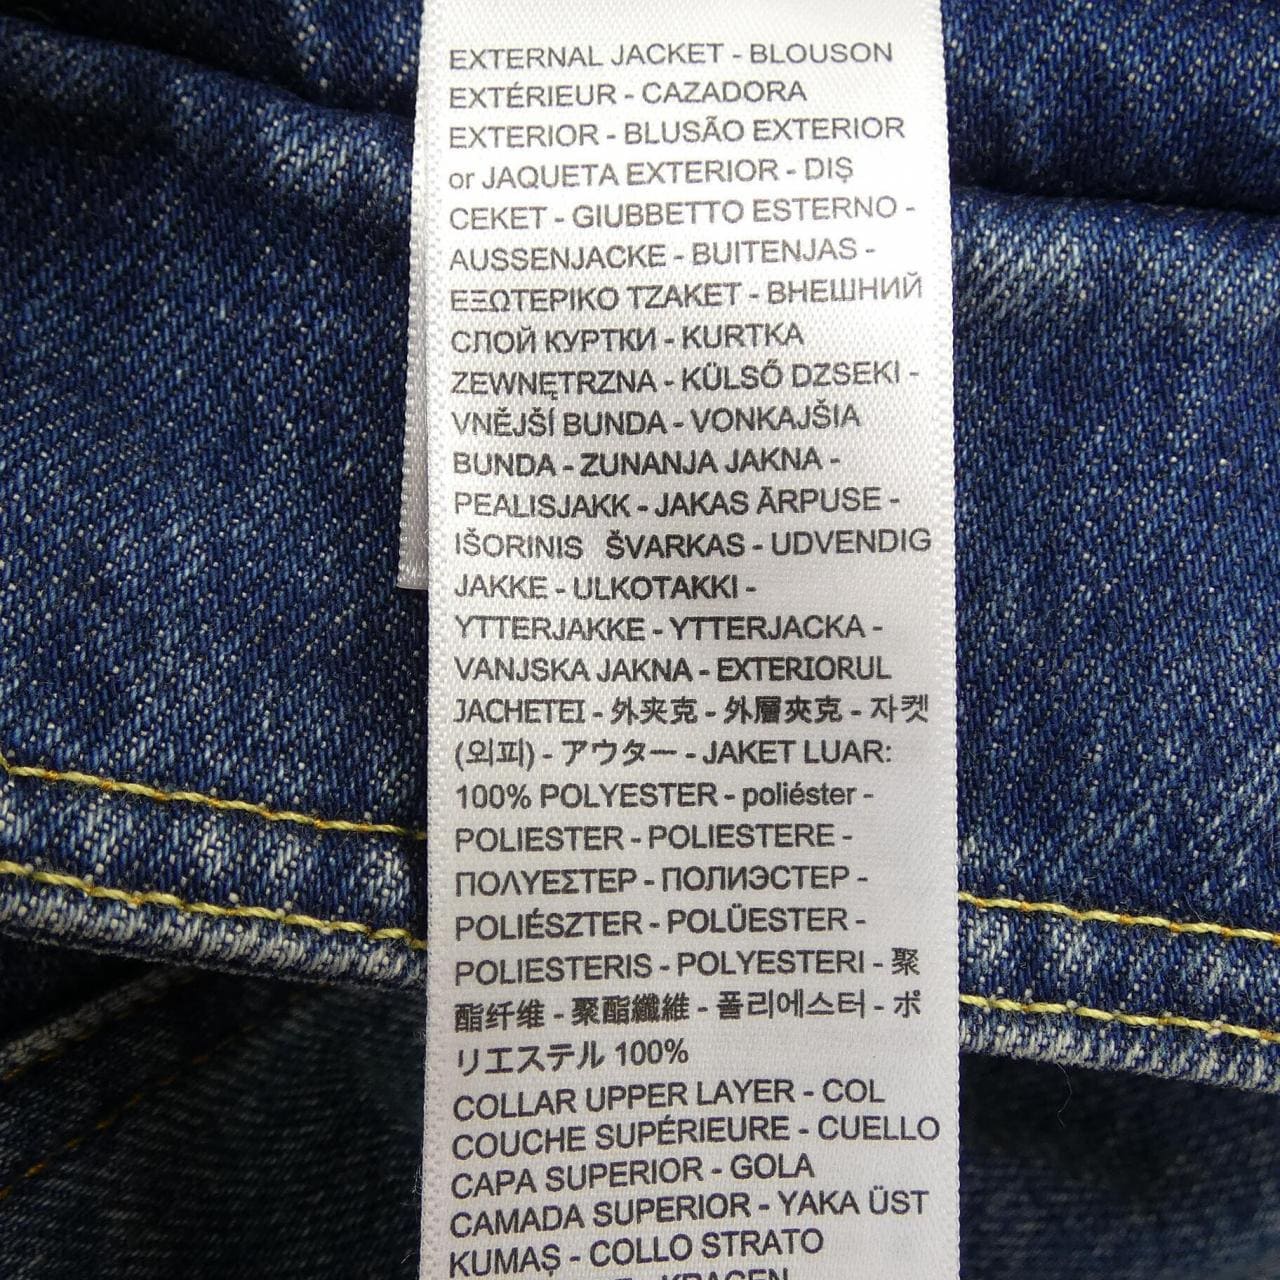 EXTERNAL JACKET - BLOUSON
EXTÉRIEUR - CAZADORA
EXTERIOR - BLUSÃO EXTERIOR
or JAQUETA EXTERIOR - DIŞ
CEKET - GIUBBETTO ESTERNO -
AUSSENJACKE - BUITENJAS -
ΕΞΩΤΕΡΙΚΟ ΤΖΑΚΕΤ - ВНЕШНИЙ
СЛОЙ КУРТКИ - KURTKA
ZEWNĘTRZNA - KÜLSŐ DZSEKI -
VNĚJŠÍ BUNDA - VONKAJŠIA
BUNDA - ZUNANJA JAKNA -
PEALISJAKK - JAKAS ĀRPUSE -
IŠORINIS ŠVARKAS - UDVENDIG
JAKKE - ULKOTAKKI -
YTTERJAKKE - YTTERJACKA -
VANJSKA JAKNA - EXTERIORUL
JACHETEI - 外夹克 - 外層夾克 - 자켓
(외피) - アウター - JAKET LUAR:
100% POLYESTER - poliéster -
POLIESTER - POLIESTERE -
ΠΟΛΥΕΣΤΕΡ - ПОЛИЭСТЕР -
POLIÉSZTER - POLÜESTER -
POLIESTERIS - POLYESTERI - 聚
酯纤维 - 聚酯纖維 - 폴리에스터 - ポ
リエステル 100%
COLLAR UPPER LAYER - COL
COUCHE SUPÉRIEURE - CUELLO
CAPA SUPERIOR - GOLA
CAMADA SUPERIOR - YAKA ÜST
KUMAŞ - COLLO STRATO
- KRAGEN